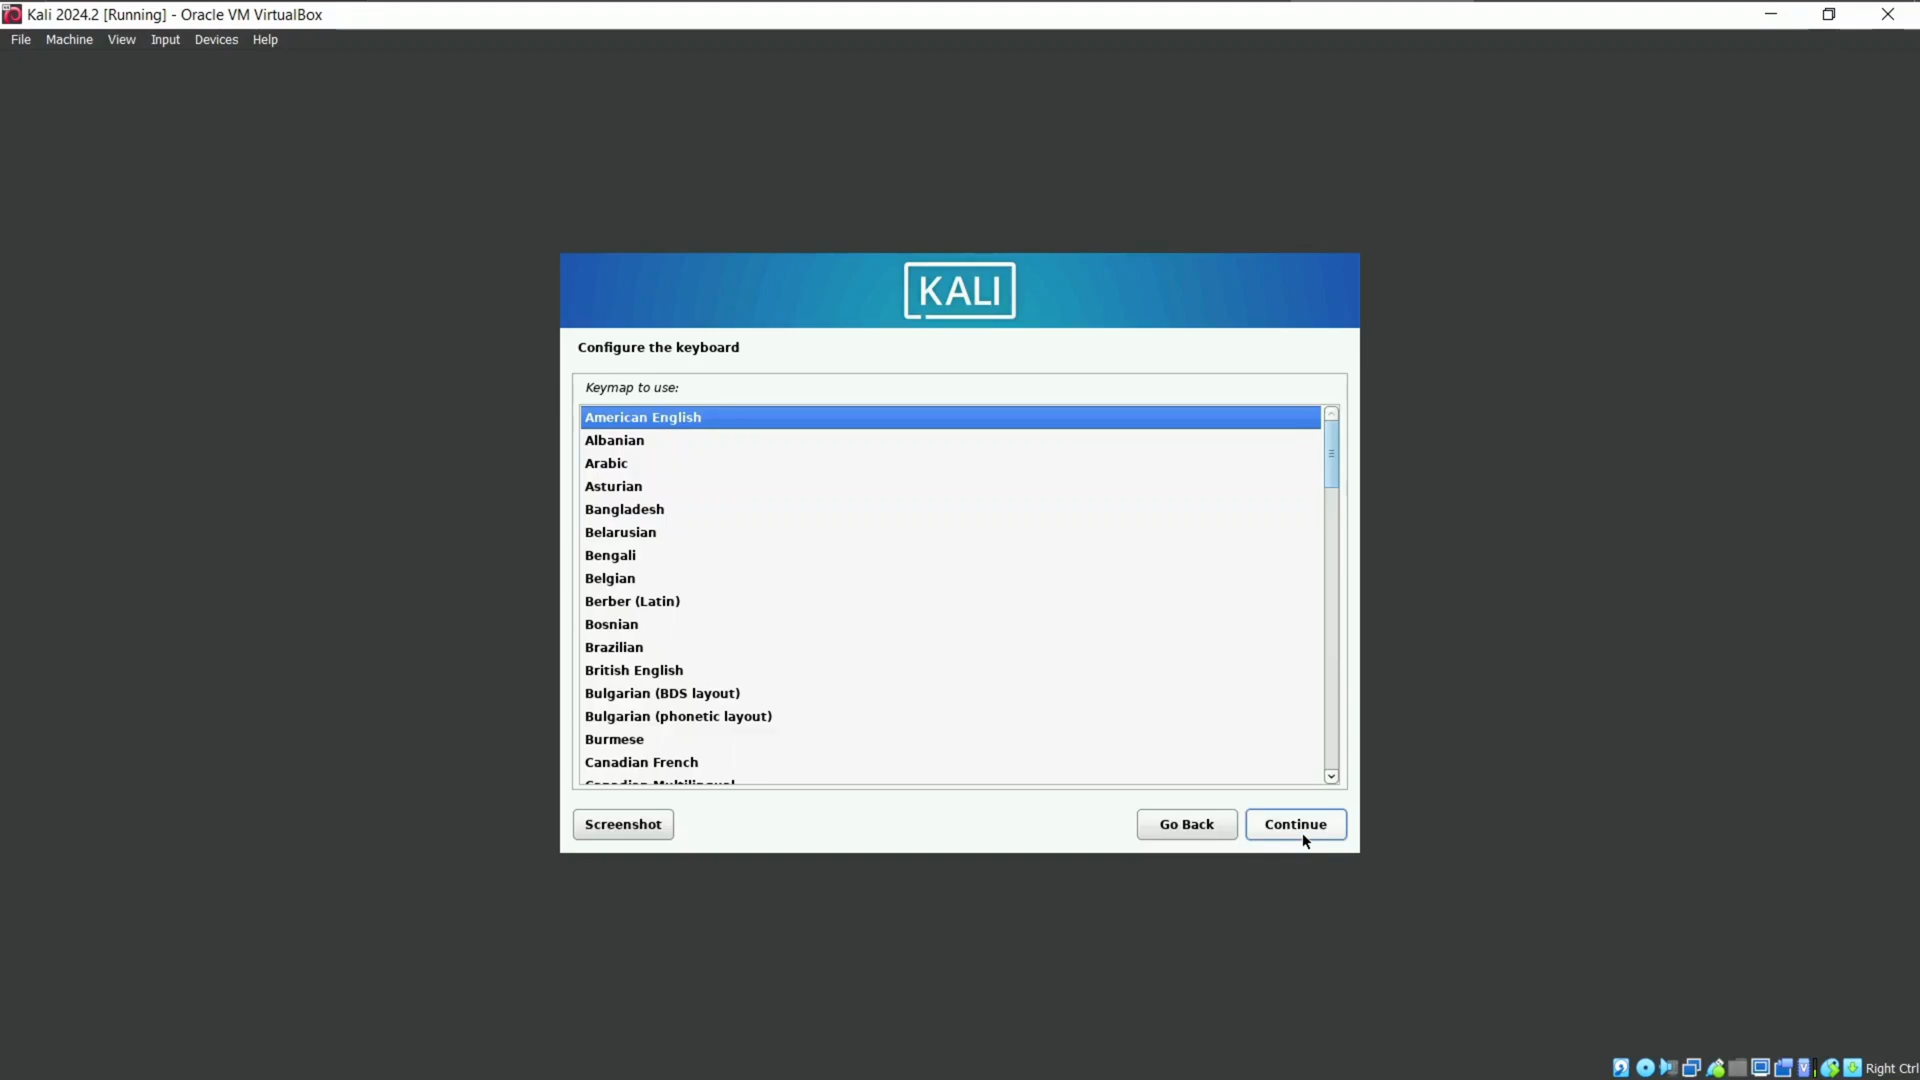 Kali 2024.2 [Running] - Oracle VM VirtualBox
File Machine View Input Devices Help
KALI
Configure the keyboard
Keymap to use:
American English
Albanian
Arabic
Asturian
Bangladesh
Belarusian
Bengali
Belgian
Berber (Latin)
Bosnian
Brazilian
British English
Bulgarian (BDS layout)
Bulgarian (phonetic layout)
Burmese
Canadian French
Canadian Multilingual
Screenshot Go Back Continue
Right Ctrl